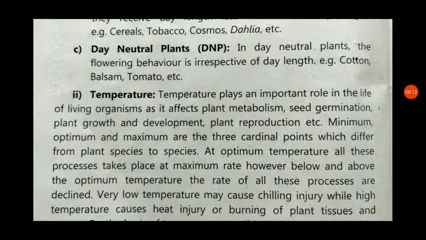 they receive day
e.g. Cereals, Tobacco, Cosmos, Dahlia, etc.
c) Day Neutral Plants (DNP): In day neutral plants, the
flowering behaviour is irrespective of day length. e.g. Cotton,
Balsam, Tomato, etc.
ii) Temperature: Temperature plays an important role in the life
of living organisms as it affects plant metabolism, seed germination,
plant growth and development, plant reproduction etc. Minimum,
optimum and maximum are the three cardinal points which differ
from plant species to species. At optimum temperature all these
processes takes place at maximum rate however below and above
the optimum temperature the rate of all these processes are
declined. Very low temperature may cause chilling injury while high
temperature causes heat injury or burning of plant tissues and